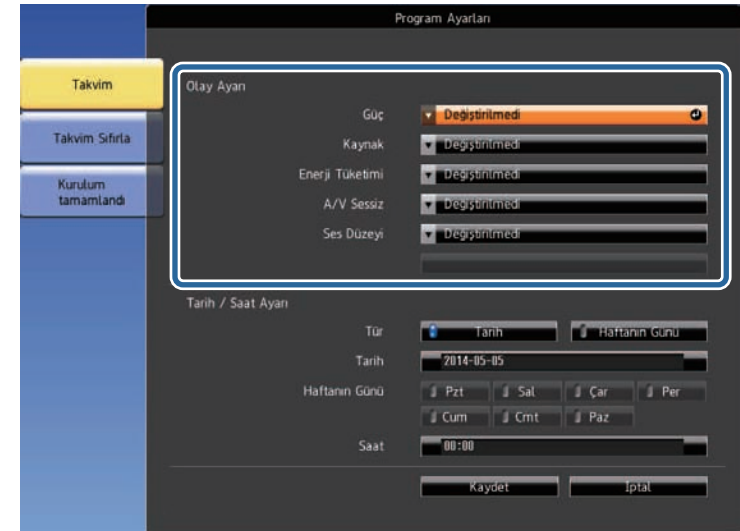 Program Ayarları
Takvim
Takvim Sıfırla
Kurulum
tamamlandı
Olay Ayarı
Güç Değiştirilmedi
Kaynak Değiştirilmedi
Enerji Tüketimi Değiştirilmedi
A/V Sessiz Değiştirilmedi
Ses Düzeyi Değiştirilmedi
Tarih / Saat Ayarı
Tür Tarih Haftanın Günü
Tarih 2014-05-05
Haftanın Günü Pzt Sal Çar Per
Cum Cmt Paz
Saat 00:00
Kaydet İptal